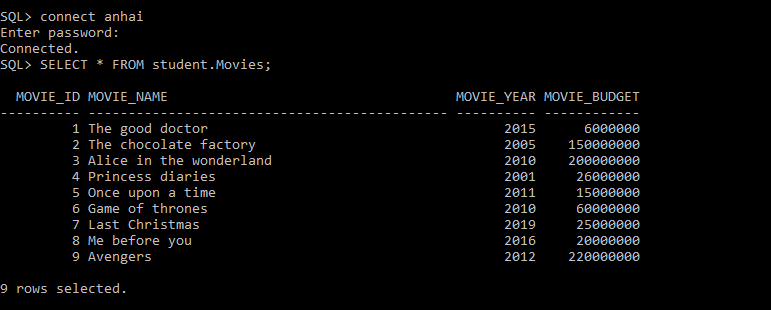 SQL> connect anhai
Enter password:
Connected.
SQL> SELECT * FROM student.Movies;
MOVIE_ID MOVIE_NAME MOVIE_YEAR MOVIE_BUDGET
---------- --------------------------------------------- ---------- ------------
1 The good doctor 2015 6000000
2 The chocolate factory 2005 150000000
3 Alice in the wonderland 2010 200000000
4 Princess diaries 2001 26000000
5 Once upon a time 2011 15000000
6 Game of thrones 2010 60000000
7 Last Christmas 2019 25000000
8 Me before you 2016 20000000
9 Avengers 2012 220000000
9 rows selected.